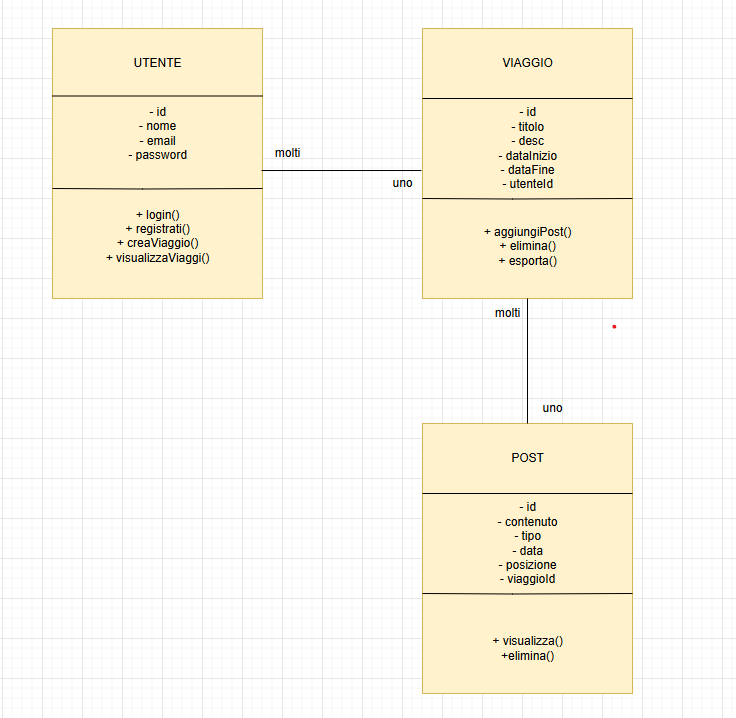 UTENTE
- id
- nome
- email
- password
+ login()
+ registrati()
+ creaViaggio()
+ visualizzaViaggi()
molti
uno
VIAGGIO
- id
- titolo
- desc
- dataInizio
- dataFine
- utenteId
+ aggiungiPost()
+ elimina()
+ esporta()
molti
uno
POST
- id
- contenuto
- tipo
- data
- posizione
- viaggioId
+ visualizza()
+elimina()